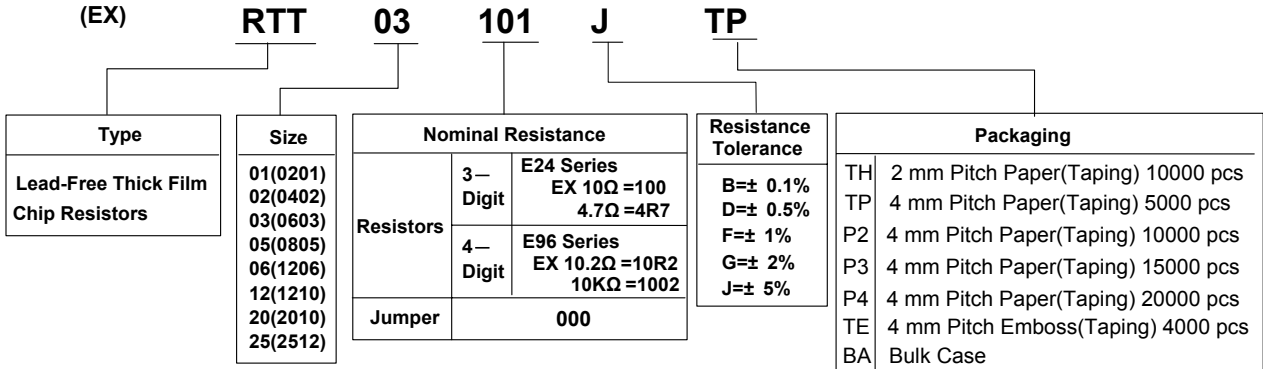 (EX) RTT 03 101 J TP
Type
Lead-Free Thick Film
Chip Resistors
Size
01(0201)
02(0402)
03(0603)
05(0805)
06(1206)
12(1210)
20(2010)
25(2512)
Nominal Resistance
Resistors
3—
Digit
E24 Series
EX 10Ω =100
4.7Ω =4R7
4—
Digit
E96 Series
EX 10.2Ω =10R2
10KΩ =1002
Jumper 000
Resistance
Tolerance
B=± 0.1%
D=± 0.5%
F=± 1%
G=± 2%
J=± 5%
Packaging
TH 2 mm Pitch Paper(Taping) 10000 pcs
TP 4 mm Pitch Paper(Taping) 5000 pcs
P2 4 mm Pitch Paper(Taping) 10000 pcs
P3 4 mm Pitch Paper(Taping) 15000 pcs
P4 4 mm Pitch Paper(Taping) 20000 pcs
TE 4 mm Pitch Emboss(Taping) 4000 pcs
BA Bulk Case